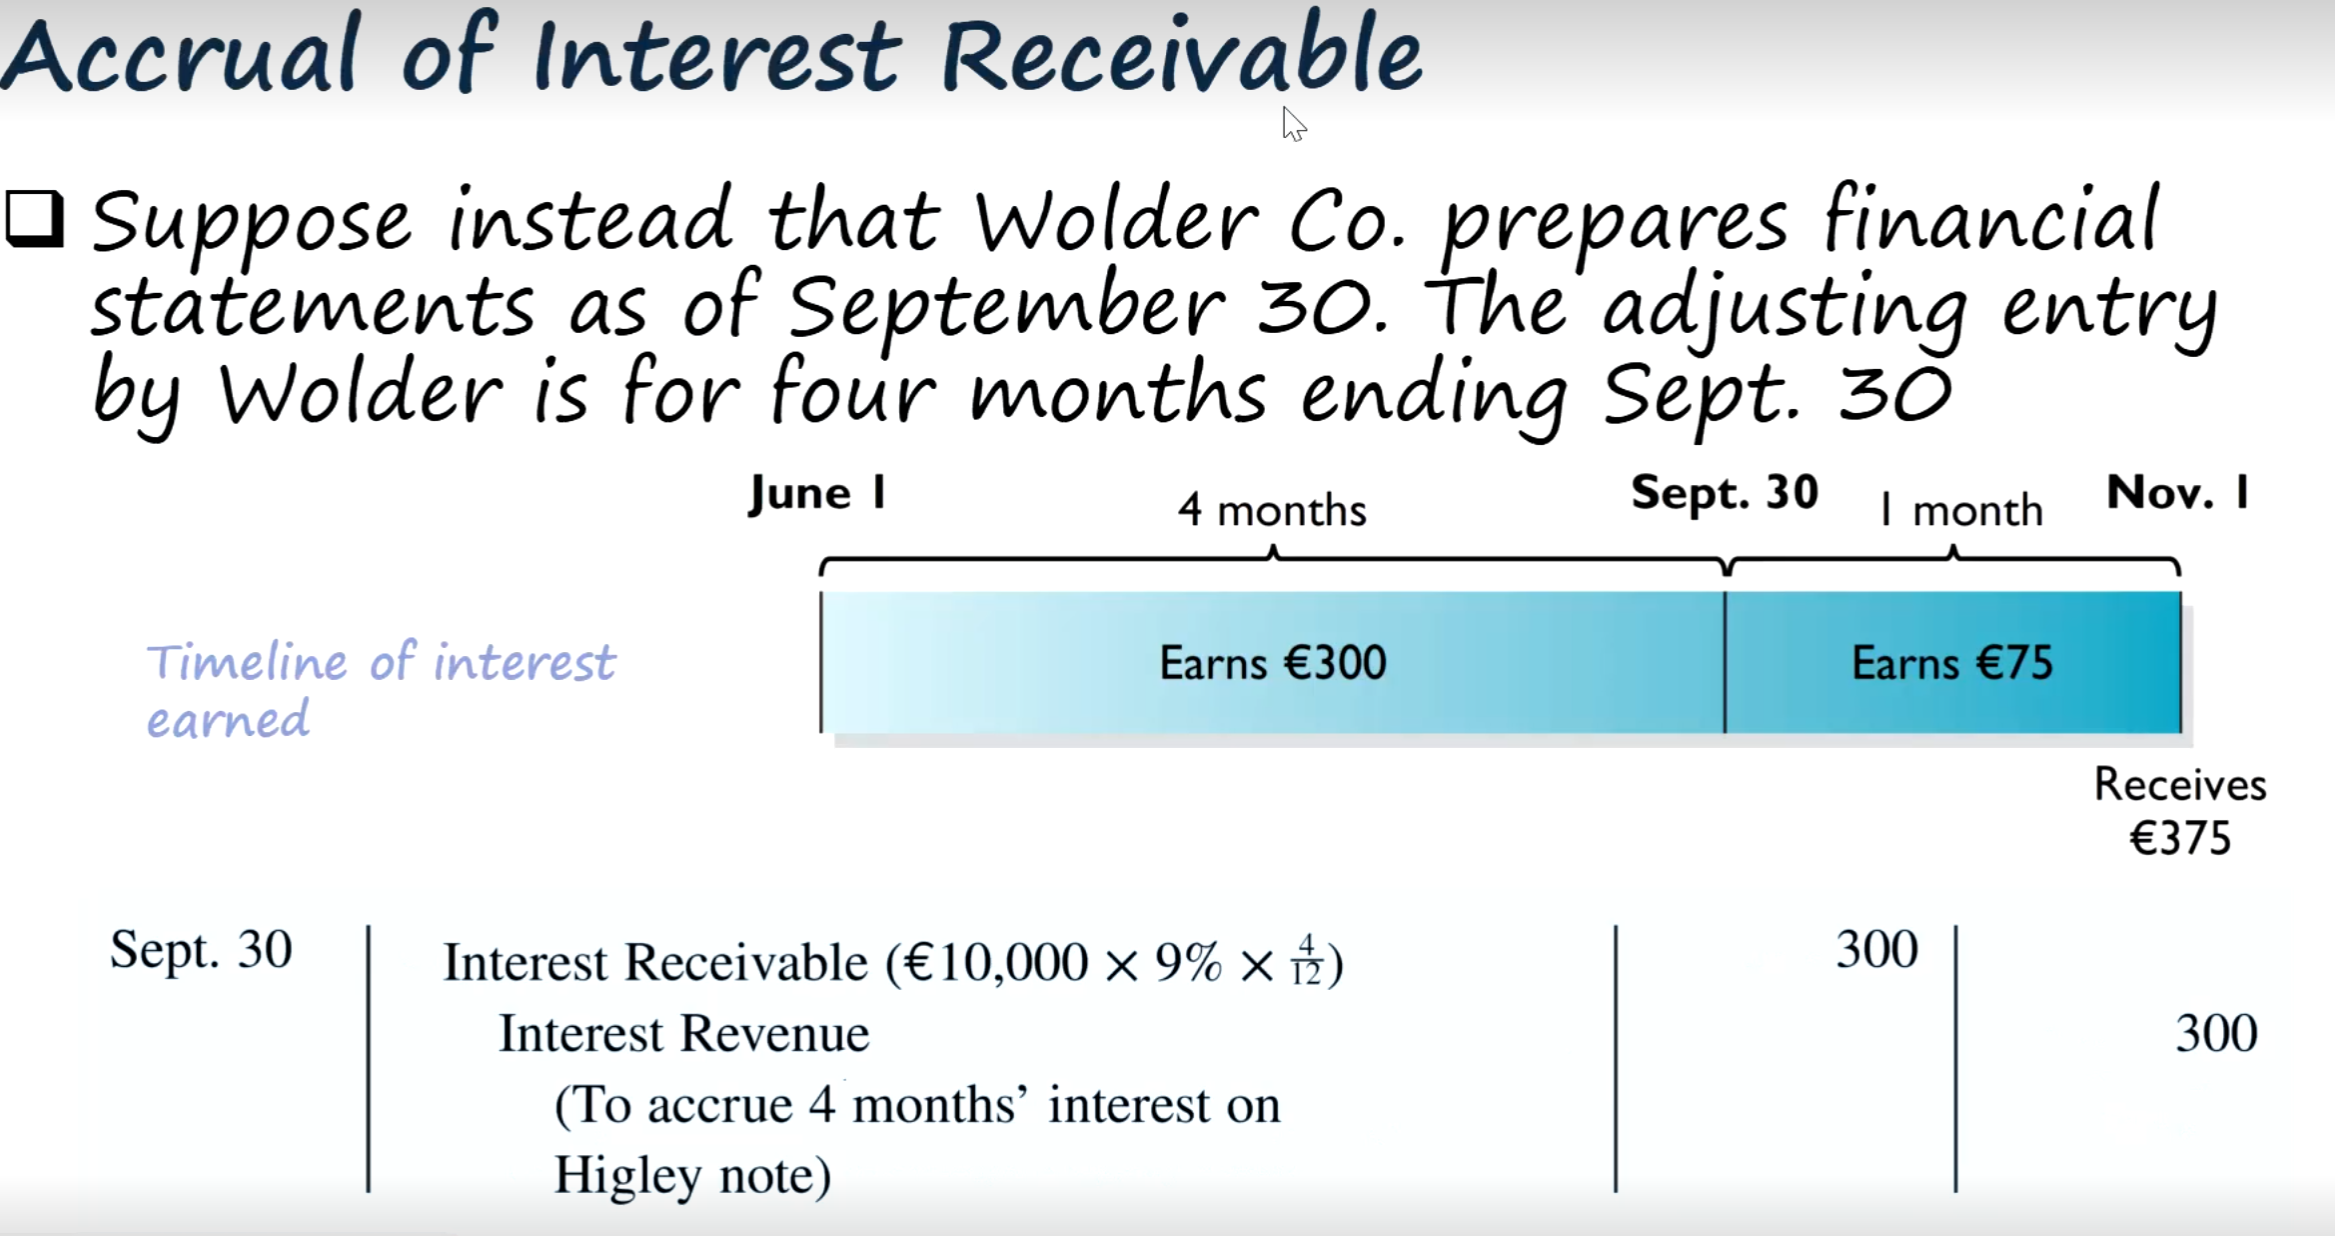 Accrual of Interest Receivable
Suppose instead that Wolder Co. prepares financial
statements as of September 30. The adjusting entry
by Wolder is for four months ending Sept. 30
June 1 4 months Sept. 30 1 month Nov. 1
Timeline of interest
earned
Earns €300 Earns €75
Receives
€375
Sept. 30 Interest Receivable (€10,000 × 9% × 4/12) 300
Interest Revenue 300
(To accrue 4 months’ interest on
Higley note)